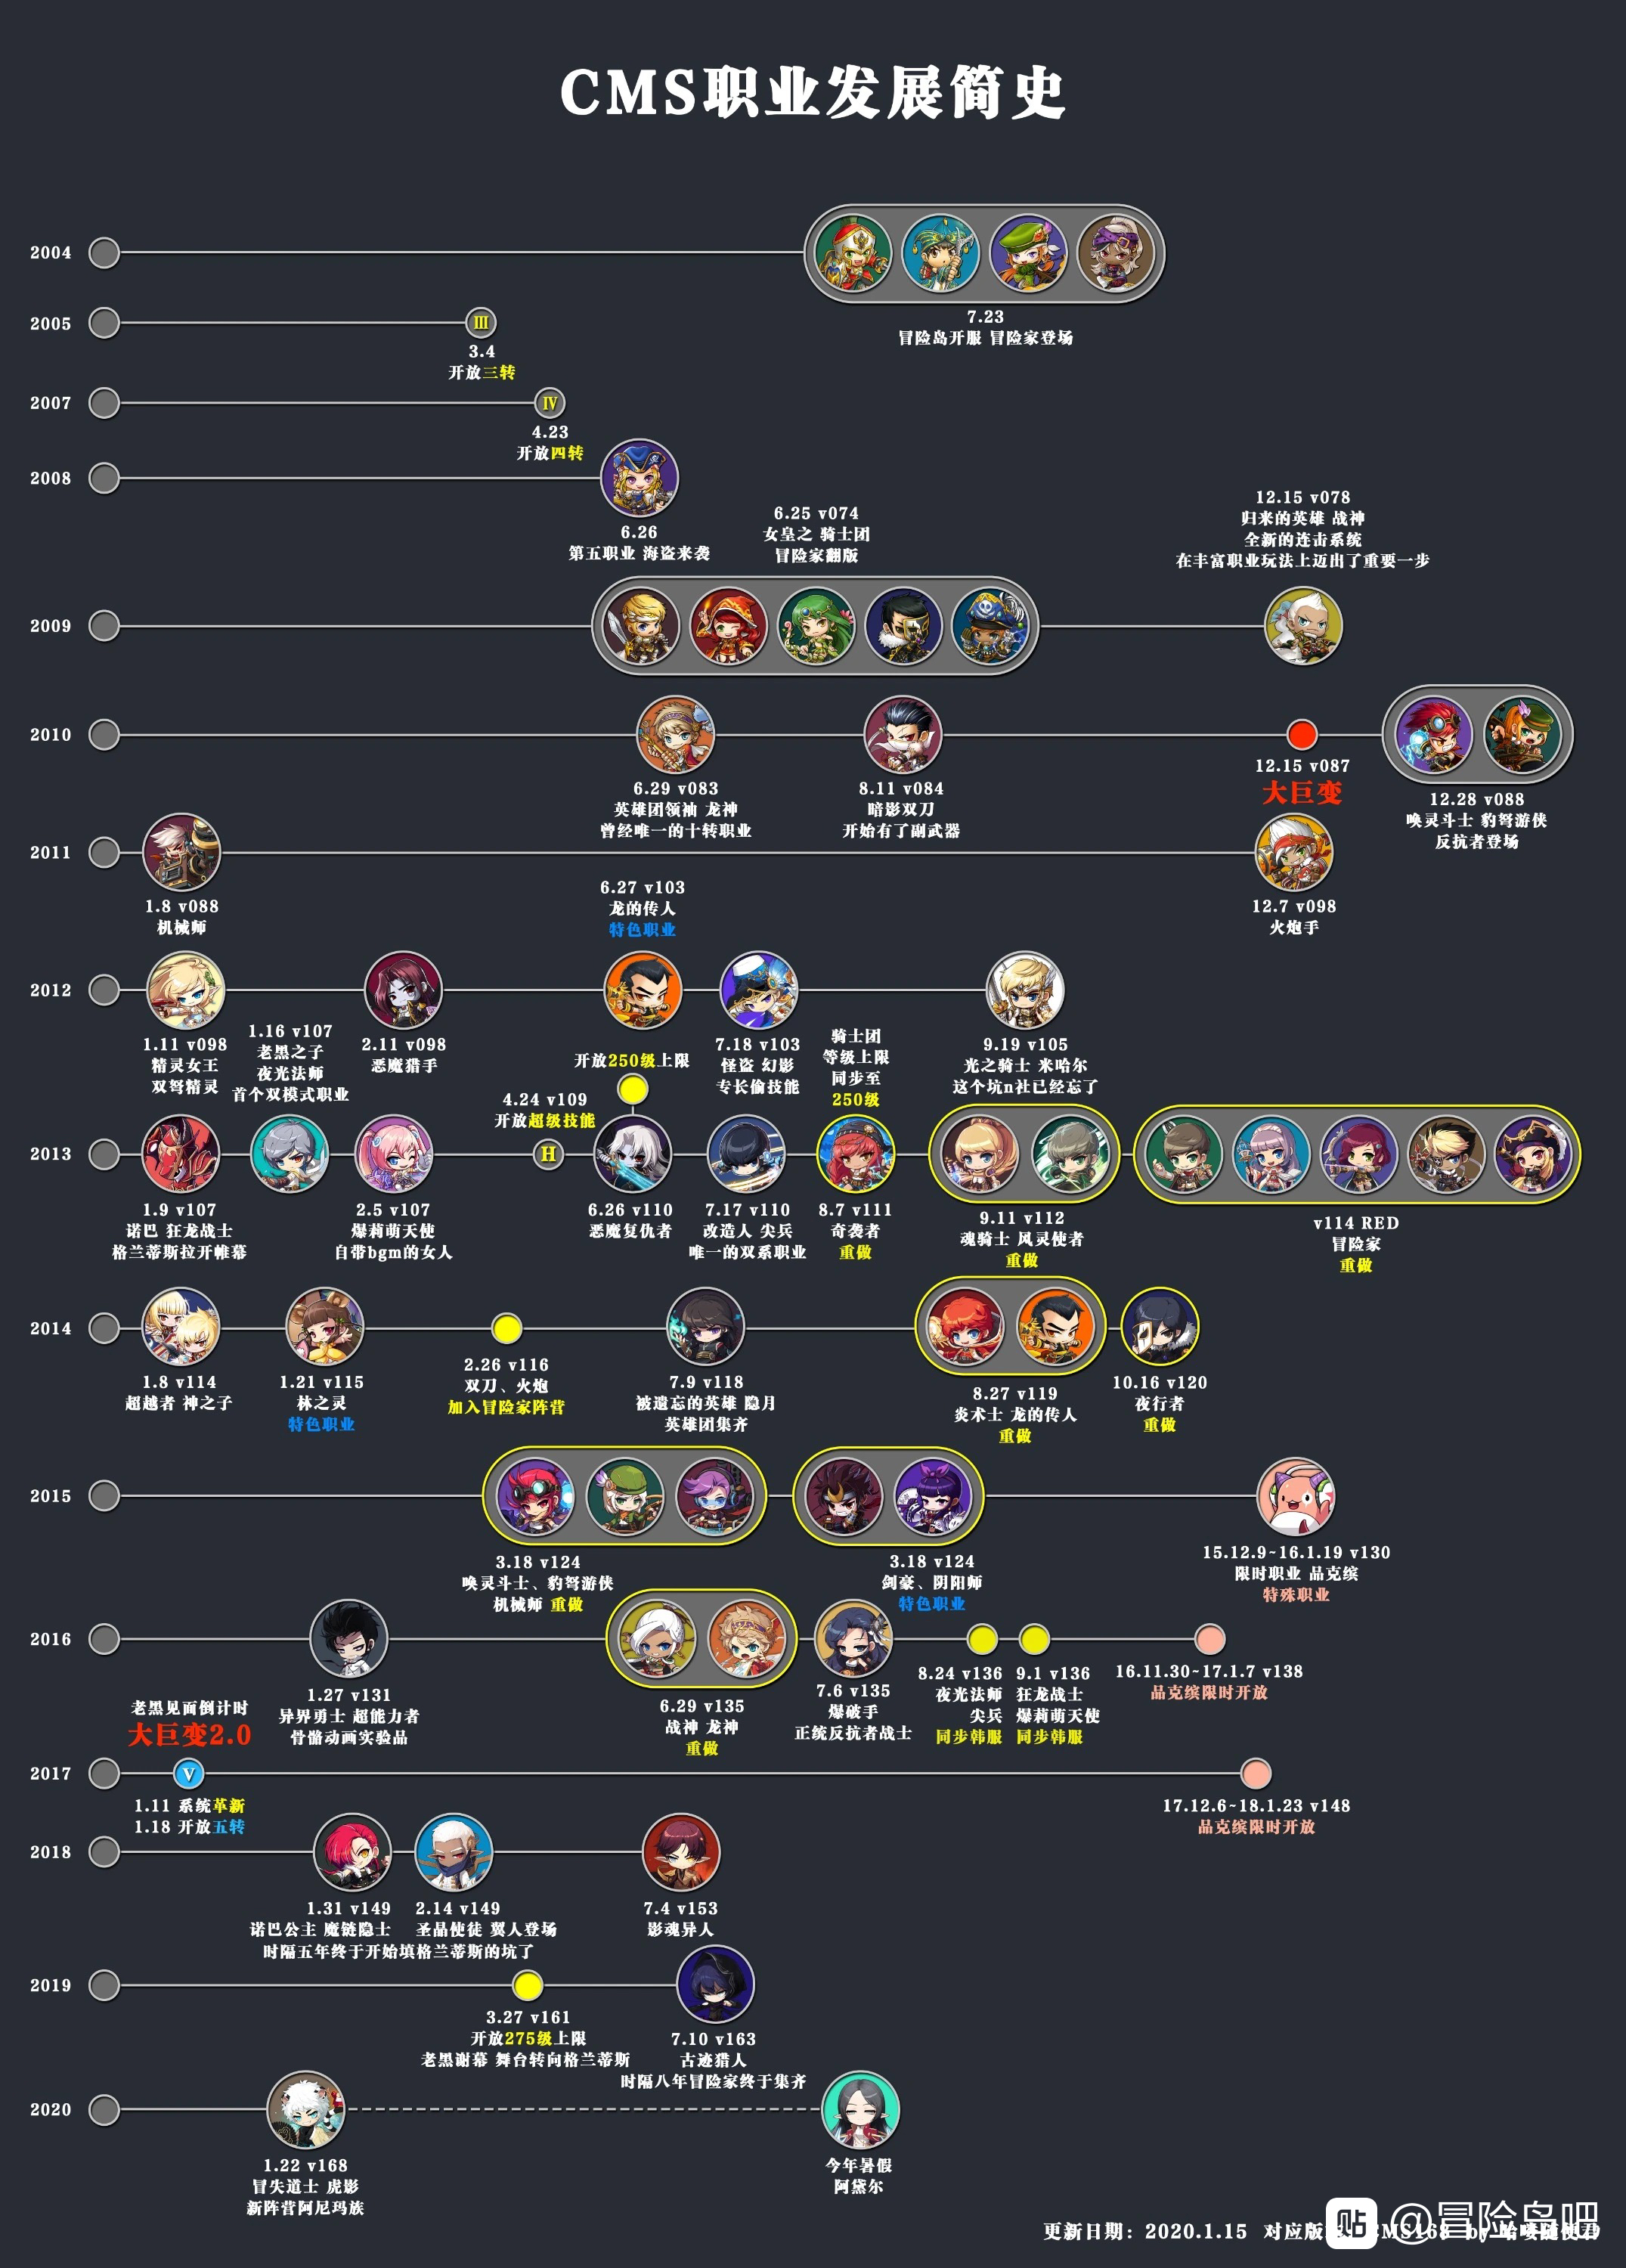 CMS职业发展简史
2004
7.23
冒险岛开服 冒险家登场
2005
III
3.4
开放三转
2007
IV
4.23
开放四转
2008
6.26
第五职业 海盗来袭
6.25 v074
女皇之 骑士团
冒险家翻版
12.15 v078
归来的英雄 战神
全新的连击系统
在丰富职业玩法上迈出了重要一步
2009
2010
6.29 v083
英雄团领袖 龙神
曾经唯一的十转职业
8.11 v084
暗影双刀
开始有了副武器
12.15 v087
大巨变
12.28 v088
唤灵斗士 豹弩游侠
反抗者登场
2011
1.8 v088
机械师
12.7 v098
火炮手
6.27 v103
龙的传人
特色职业
2012
1.11 v098
精灵女王
双弩精灵
2.11 v098
恶魔猎手
7.18 v103
怪盗 幻影
专长偷技能
9.19 v105
光之骑士 米哈尔
这个坑n社已经忘了
1.16 v107
老黑之子
夜光法师
首个双模式职业
4.24 v109
开放超级技能
开放250级上限
骑士团
等级上限
同步至
250级
2013
H
1.9 v107
诺巴 狂龙战士
格兰蒂斯拉开帷幕
2.5 v107
爆莉萌天使
自带bgm的女人
6.26 v110
恶魔复仇者
7.17 v110
改造人 尖兵
唯一的双系职业
8.7 v111
奇袭者
重做
9.11 v112
魂骑士 风灵使者
重做
v114 RED
冒险家
重做
2014
1.8 v114
超越者 神之子
1.21 v115
林之灵
特色职业
2.26 v116
双刀、火炮
加入冒险家阵营
7.9 v118
被遗忘的英雄 隐月
英雄团集齐
8.27 v119
炎术士 龙的传人
重做
10.16 v120
夜行者
重做
2015
3.18 v124
唤灵斗士、豹弩游侠
机械师 重做
3.18 v124
剑豪、阴阳师
特色职业
15.12.9~16.1.19 v130
限时职业 品克缤
特殊职业
2016
1.27 v131
异界勇士 超能力者
骨骼动画实验品
6.29 v135
战神 龙神
重做
7.6 v135
爆破手
正统反抗者战士
8.24 v136
夜光法师
尖兵
同步韩服
9.1 v136
狂龙战士
爆莉萌天使
同步韩服
16.11.30~17.1.7 v138
品克缤限时开放
老黑见面倒计时
大巨变2.0
2017
V
1.11 系统革新
1.18 开放五转
17.12.6~18.1.23 v148
品克缤限时开放
2018
1.31 v149
诺巴公主 魔链隐士
2.14 v149
圣晶使徒 翼人登场
时隔五年终于开始填格兰蒂斯的坑了
7.4 v153
影魂异人
2019
3.27 v161
开放275级上限
老黑谢幕 舞台转向格兰蒂斯
7.10 v163
古迹猎人
时隔八年冒险家终于集齐
2020
1.22 v168
冒失道士 虎影
新阵营阿尼玛族
今年暑假
阿黛尔
更新日期：2020.1.15 对应版 CMS168 by
贴 @冒险岛吧